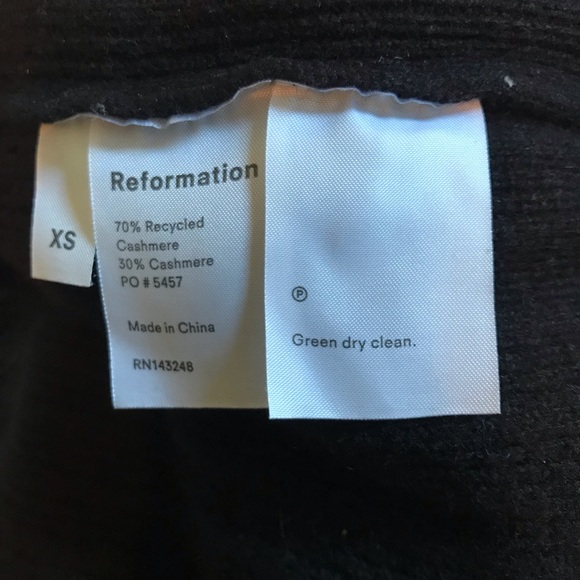 XS
Reformation
70% Recycled
Cashmere
30% Cashmere
PO # 5457
Made in China
RN143248
Ⓟ
Green dry clean.